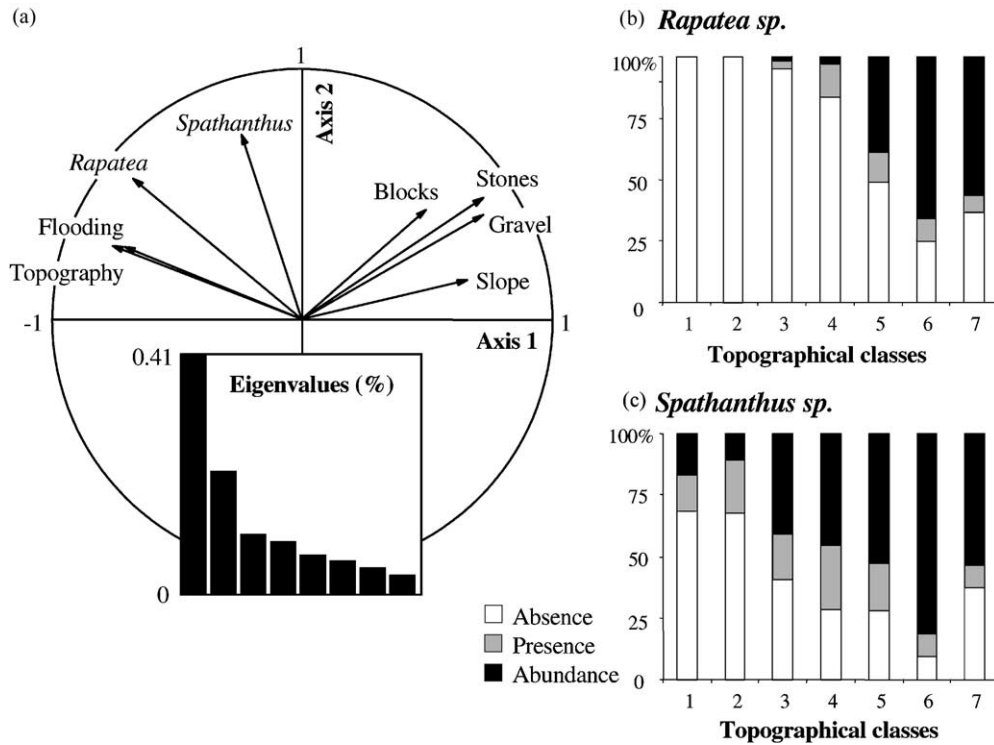 (a)
1
Axis 2
Spathanthus
Rapatea
Flooding
Topography
Blocks
Stones
Gravel
Slope
-1
Axis 1
1
0.41
Eigenvalues (%)
0
Absence
Presence
Abundance
(b) Rapatea sp.
100%
75
50
25
0
1 2 3 4 5 6 7
Topographical classes
(c) Spathanthus sp.
100%
75
50
25
0
1 2 3 4 5 6 7
Topographical classes